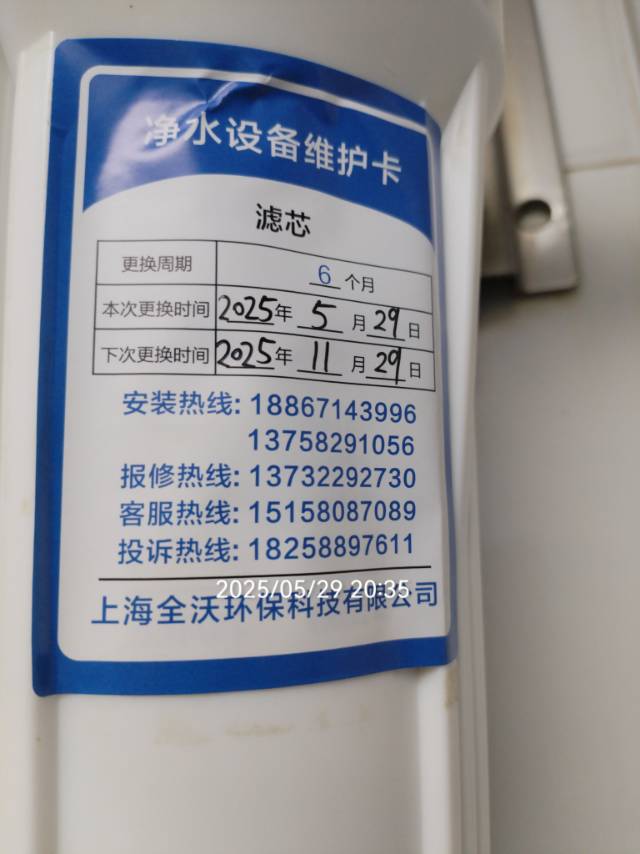 净水设备维护卡
滤芯
更换周期 6 个月
本次更换时间 2025年 5 月 29 日
下次更换时间 2025年 11 月 29 日
安装热线: 18867143996
13758291056
报修热线: 13732292730
客服热线: 15158087089
投诉热线: 18258897611
2025/05/29 20:35
上海全沃环保科技有限公司